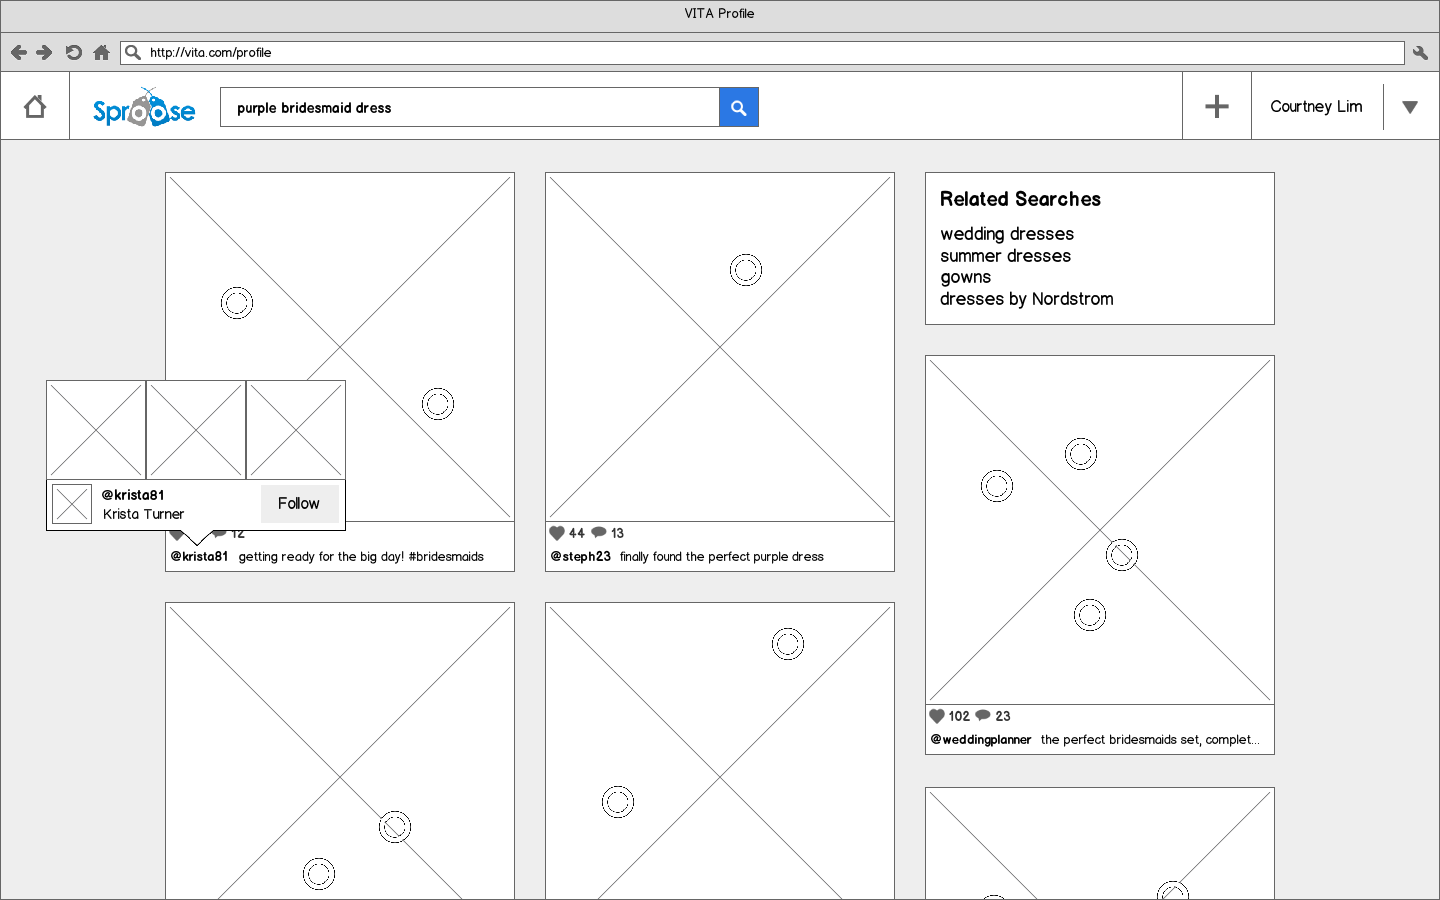 VITA Profile
http://vita.com/profile
Sproose
purple bridesmaid dress
Courtney Lim
Related Searches
wedding dresses
summer dresses
gowns
dresses by Nordstrom
@krista81
Krista Turner
Follow
12
@krista81 getting ready for the big day! #bridesmaids
44 13
@steph23 finally found the perfect purple dress
102 23
@weddingplanner the perfect bridesmaids set, complet...